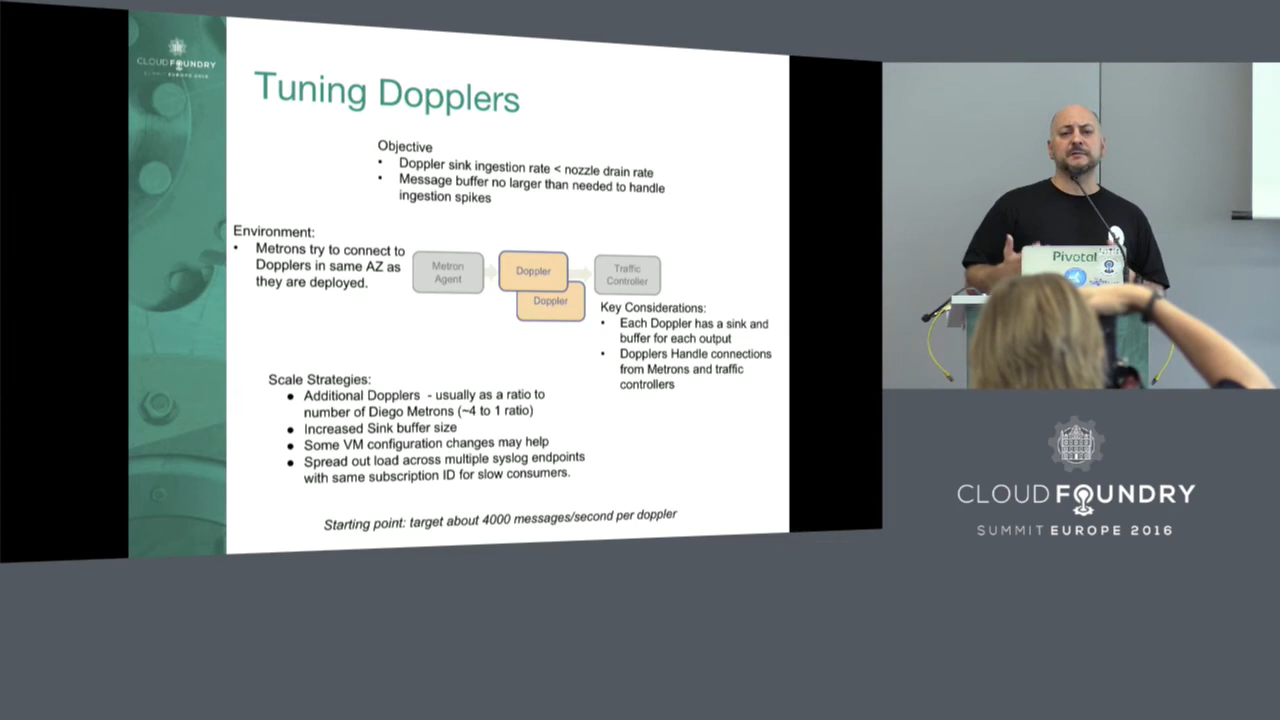 CLOUD FOUNDRY
SUMMIT EUROPE 2016
Tuning Dopplers
Objective
• Doppler sink ingestion rate < nozzle drain rate
• Message buffer no larger than needed to handle
ingestion spikes
Environment:
• Metrons try to connect to
Dopplers in same AZ as
they are deployed.
Metron
Agent
Doppler
Doppler
Traffic
Controller
Key Considerations:
• Each Doppler has a sink and
buffer for each output
• Dopplers Handle connections
from Metrons and traffic
controllers
Scale Strategies:
● Additional Dopplers - usually as a ratio to
number of Diego Metrons (~4 to 1 ratio)
● Increased Sink buffer size
● Some VM configuration changes may help
● Spread out load across multiple syslog endpoints
with same subscription ID for slow consumers.
Starting point: target about 4000 messages/second per doppler
Pivotal
CLOUD FOUNDRY
SUMMIT EUROPE 2016